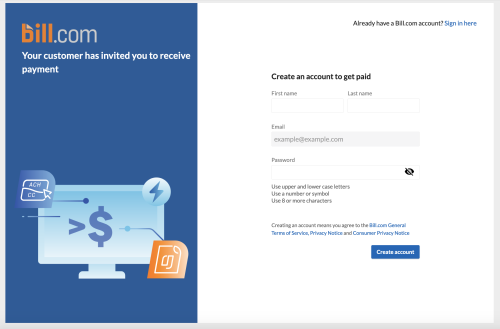 bill.com
Your customer has invited you to receive
payment
ACH
CC
>$
Already have a Bill.com account? Sign in here
Create an account to get paid
First name
Last name
Email
example@example.com
Password
Use upper and lower case letters
Use a number or symbol
Use 8 or more characters
Creating an account means you agree to the Bill.com General
Terms of Service, Privacy Notice and Consumer Privacy Notice
Create account